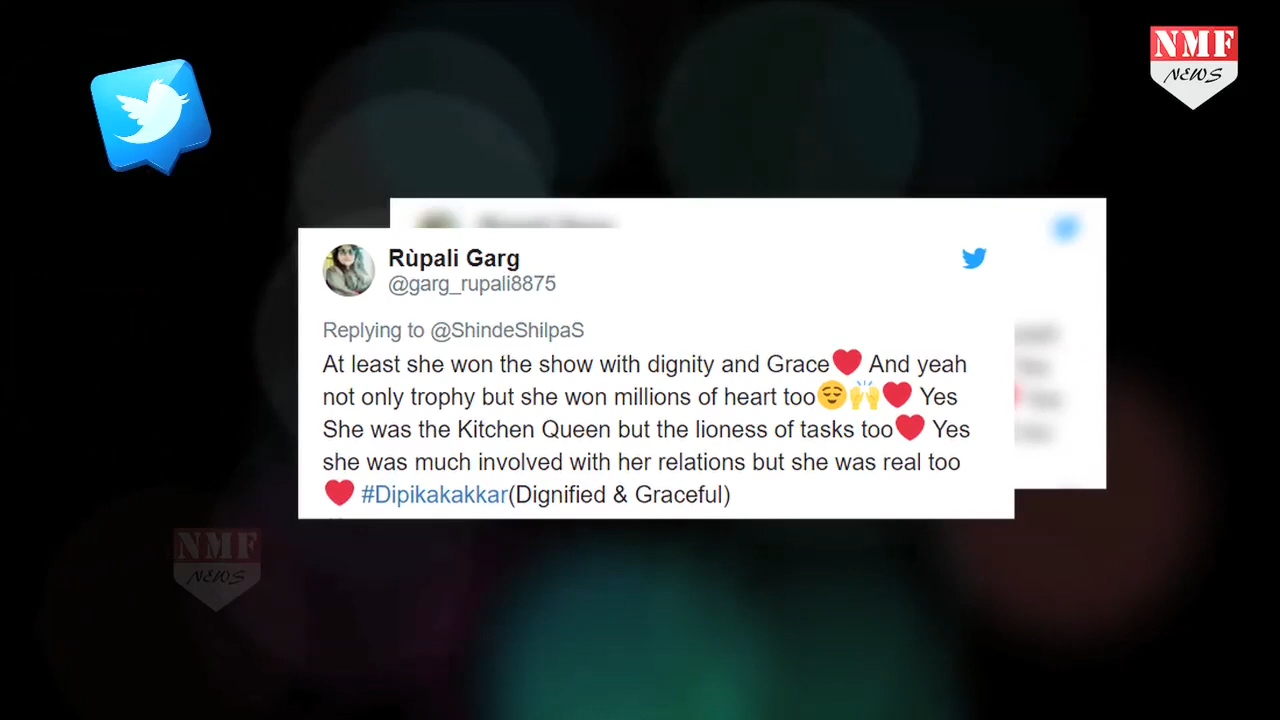 NMF
NEWS
Rùpali Garg
@garg_rupali8875
Replying to @ShindeShilpaS
At least she won the show with dignity and Grace❤️ And yeah
not only trophy but she won millions of heart too😌🙌❤️ Yes
She was the Kitchen Queen but the lioness of tasks too❤️ Yes
she was much involved with her relations but she was real too
❤️ #Dipikakakkar(Dignified & Graceful)
NMF
NEWS